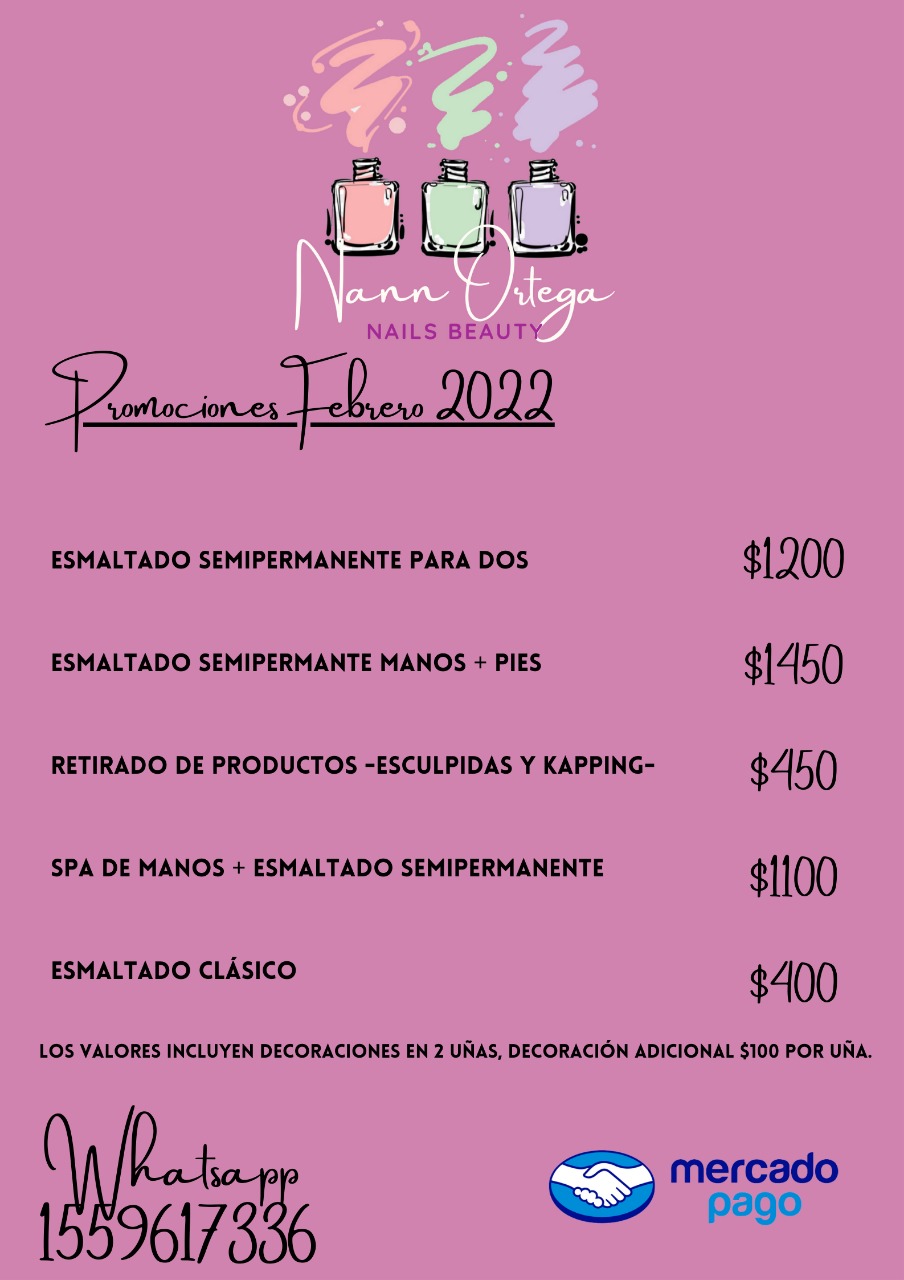 Nann Ortega
NAILS BEAUTY
Promociones Febrero 2022
ESMALTADO SEMIPERMANENTE PARA DOS $1200
ESMALTADO SEMIPERMANTE MANOS + PIES $1450
RETIRADO DE PRODUCTOS -ESCULPIDAS Y KAPPING- $450
SPA DE MANOS + ESMALTADO SEMIPERMANENTE $1100
ESMALTADO CLÁSICO $400
LOS VALORES INCLUYEN DECORACIONES EN 2 UÑAS, DECORACIÓN ADICIONAL $100 POR UÑA.
Whatsapp
1559617336
mercado
pago